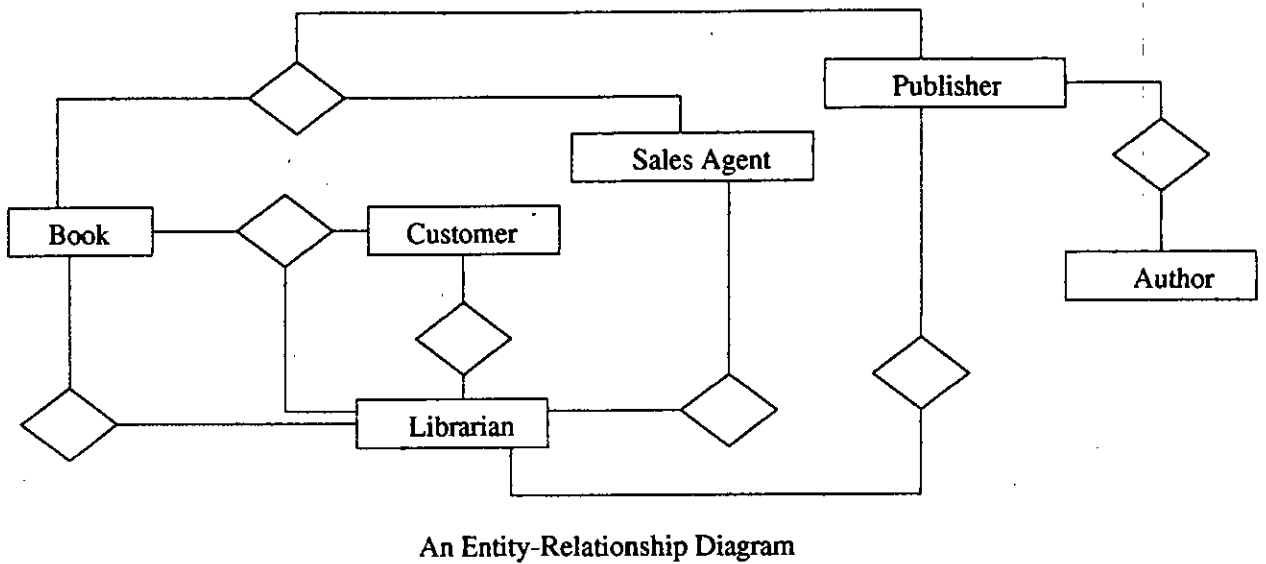 Publisher
Sales Agent
Book
Customer
Author
Librarian
An Entity-Relationship Diagram